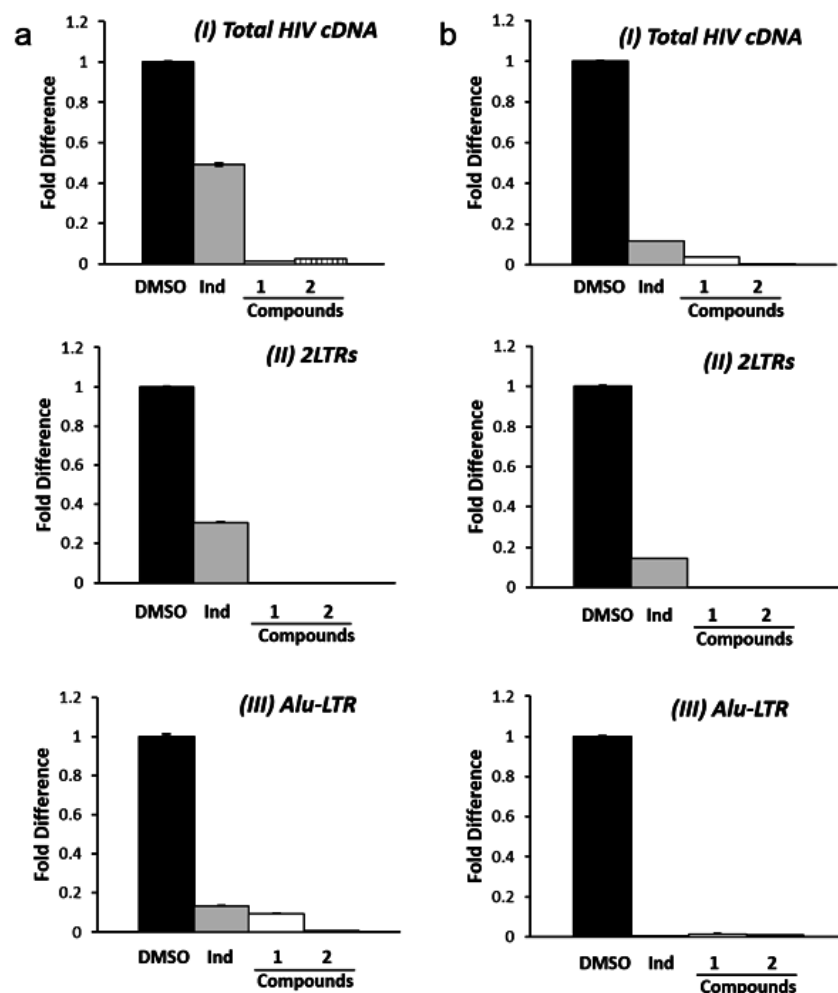 a
(I) Total HIV cDNA
Fold Difference
1.2
1
0.8
0.6
0.4
0.2
0
DMSO Ind 1 2
Compounds
b
(I) Total HIV cDNA
Fold Difference
1.2
1
0.8
0.6
0.4
0.2
0
DMSO Ind 1 2
Compounds
(II) 2LTRs
Fold Difference
1.2
1
0.8
0.6
0.4
0.2
0
DMSO Ind 1 2
Compounds
(II) 2LTRs
Fold Difference
1.2
1
0.8
0.6
0.4
0.2
0
DMSO Ind 1 2
Compounds
(III) Alu-LTR
Fold Difference
1.2
1
0.8
0.6
0.4
0.2
0
DMSO Ind 1 2
Compounds
(III) Alu-LTR
Fold Difference
1.2
1
0.8
0.6
0.4
0.2
0
DMSO Ind 1 2
Compounds